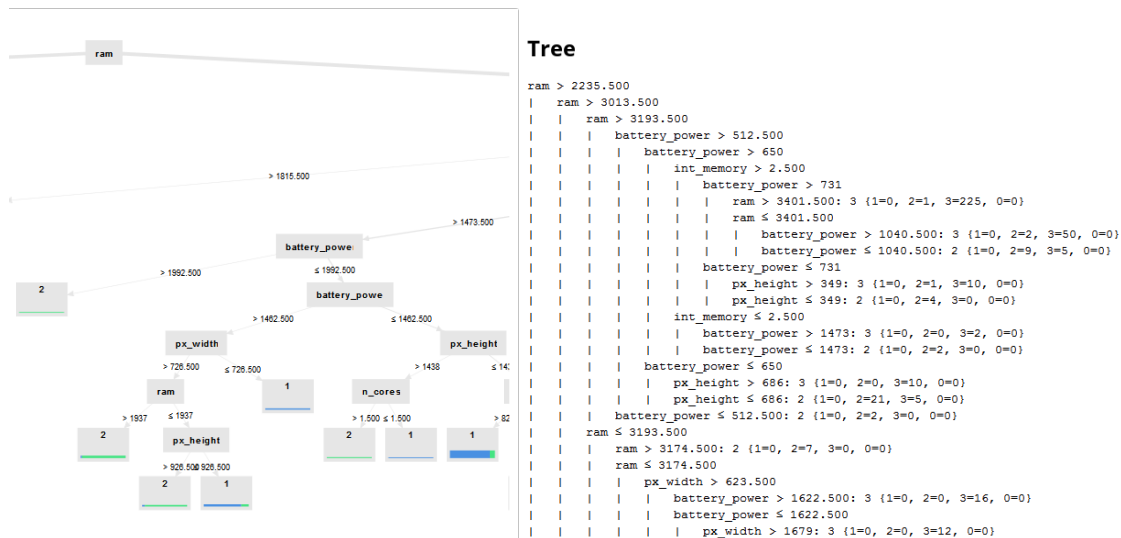 ram
> 1815.500
> 1473.500
battery_powe
> 1992.500
≤ 1992.500
2
battery_powe
> 1462.500
≤ 1462.500
px_width
px_height
> 726.500
≤ 726.500
> 1438
ram
1
n_cores
> 1937
≤ 1937
> 1.500
≤ 1.500
> 82
2
px_height
2
1
1
> 926.500
926.500
2
1
Tree
ram > 2235.500
| ram > 3013.500
| | ram > 3193.500
| | | battery_power > 512.500
| | | | battery_power > 650
| | | | | int_memory > 2.500
| | | | | | battery_power > 731
| | | | | | | ram > 3401.500: 3 {1=0, 2=1, 3=225, 0=0}
| | | | | | | ram ≤ 3401.500
| | | | | | | | battery_power > 1040.500: 3 {1=0, 2=2, 3=50, 0=0}
| | | | | | | | battery_power ≤ 1040.500: 2 {1=0, 2=9, 3=5, 0=0}
| | | | | | battery_power ≤ 731
| | | | | | | px_height > 349: 3 {1=0, 2=1, 3=10, 0=0}
| | | | | | | px_height ≤ 349: 2 {1=0, 2=4, 3=0, 0=0}
| | | | | int_memory ≤ 2.500
| | | | | | battery_power > 1473: 3 {1=0, 2=0, 3=2, 0=0}
| | | | | | battery_power ≤ 1473: 2 {1=0, 2=2, 3=0, 0=0}
| | | | battery_power ≤ 650
| | | | | px_height > 686: 3 {1=0, 2=0, 3=10, 0=0}
| | | | | px_height ≤ 686: 2 {1=0, 2=21, 3=5, 0=0}
| | | battery_power ≤ 512.500: 2 {1=0, 2=2, 3=0, 0=0}
| | ram ≤ 3193.500
| | | ram > 3174.500: 2 {1=0, 2=7, 3=0, 0=0}
| | | ram ≤ 3174.500
| | | | px_width > 623.500
| | | | | battery_power > 1622.500: 3 {1=0, 2=0, 3=16, 0=0}
| | | | | battery_power ≤ 1622.500
| | | | | | px_width > 1679: 3 {1=0, 2=0, 3=12, 0=0}